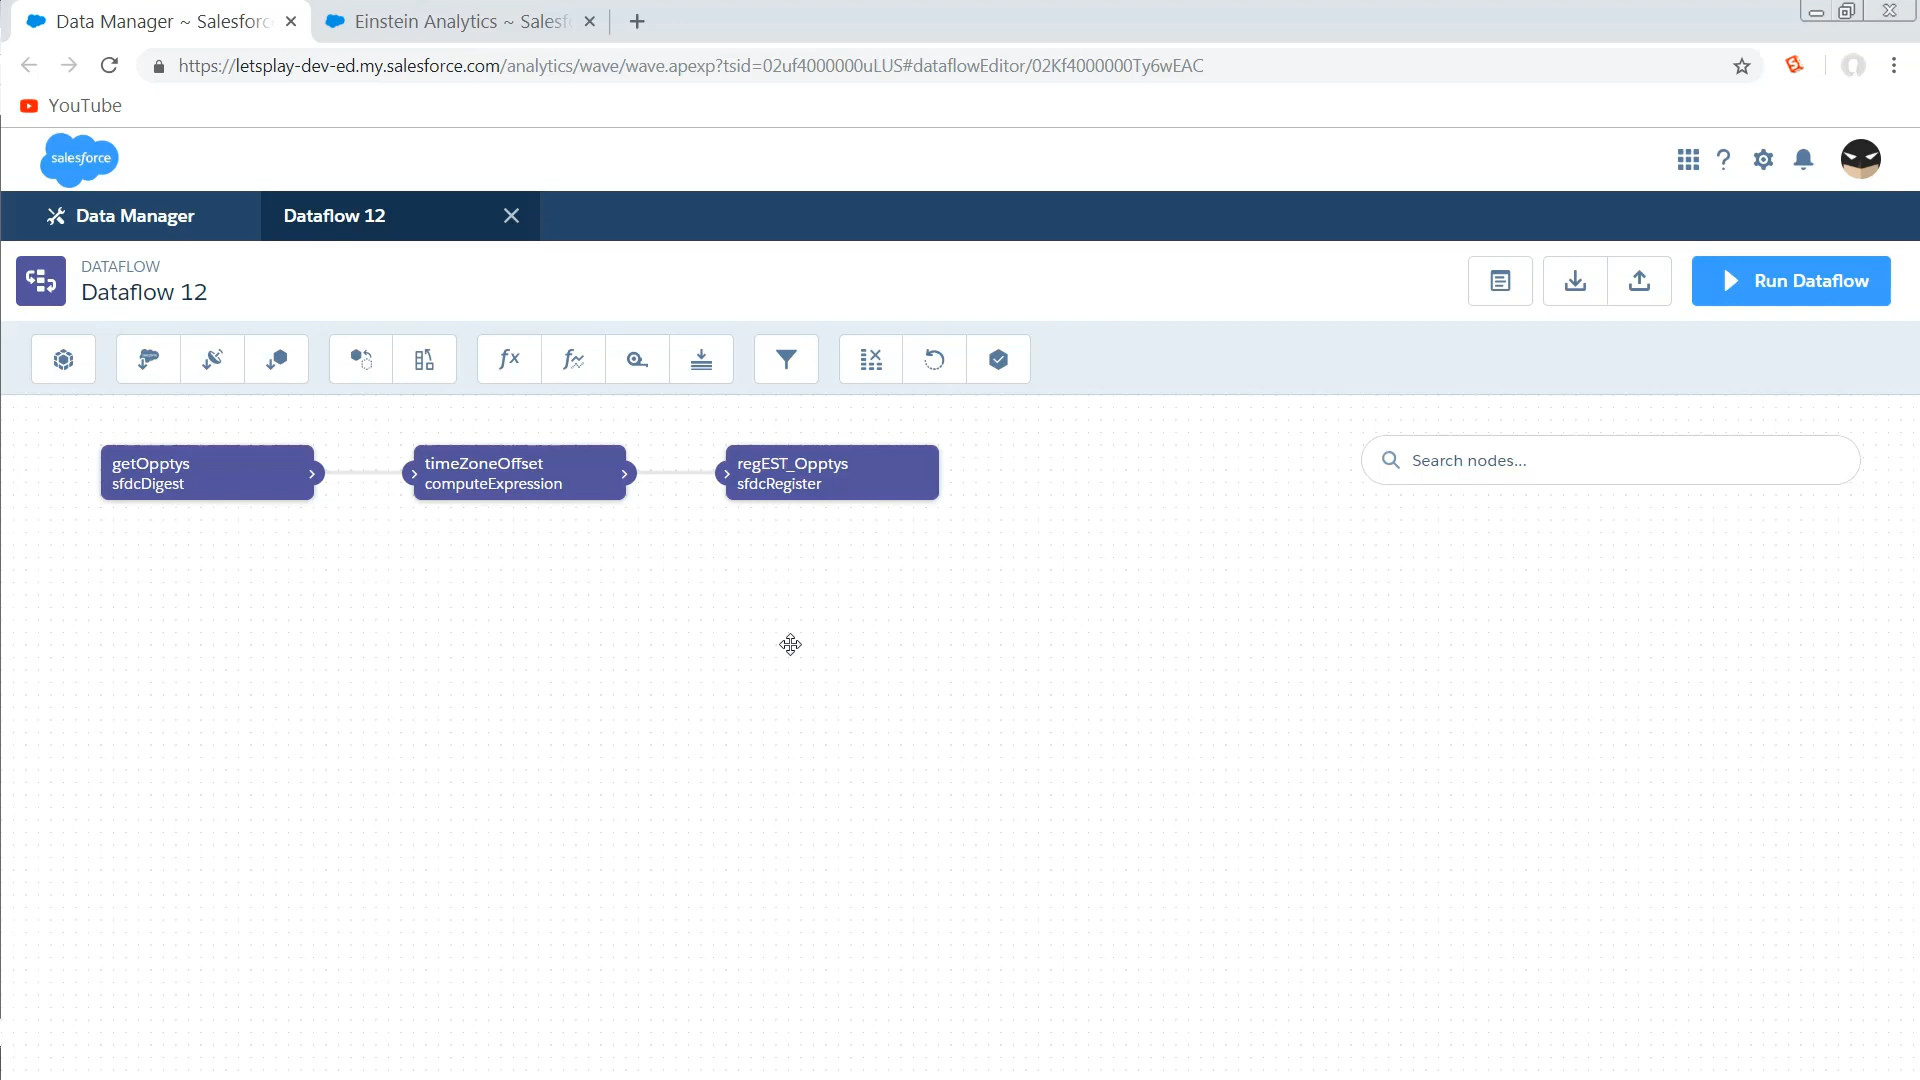 Data Manager ~ Salesforc
Einstein Analytics ~ Salesf
https://letsplay-dev-ed.my.salesforce.com/analytics/wave/wave.apexp?tsid=02uf4000000uLUS#dataflowEditor/02Kf4000000Ty6wEAC
YouTube
salesforce
Data Manager
Dataflow 12
DATAFLOW
Dataflow 12
Run Dataflow
fx
getOpptys
sfdcDigest
timeZoneOffset
computeExpression
regEST_Opptys
sfdcRegister
Search nodes...